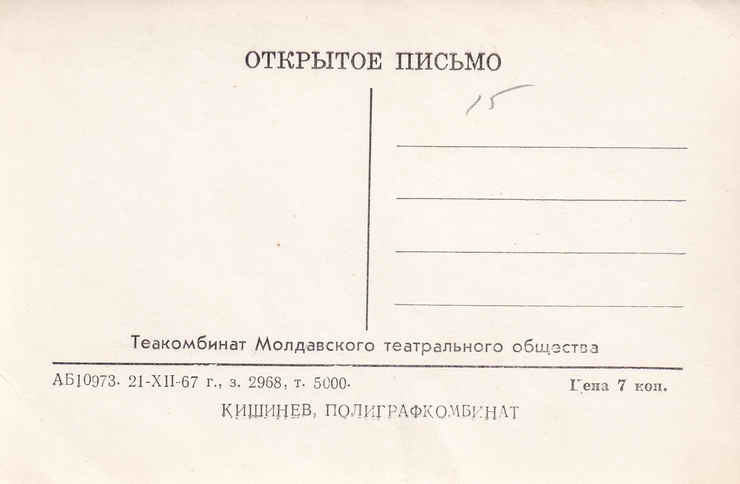 ОТКРЫТОЕ ПИСЬМО
15
Теакомбинат Молдавского театрального общества
АБ10973. 21-XII-67 г., з. 2968, т. 5000.
Цена 7 коп.
КИШИНЕВ, ПОЛИГРАФКОМБИНАТ